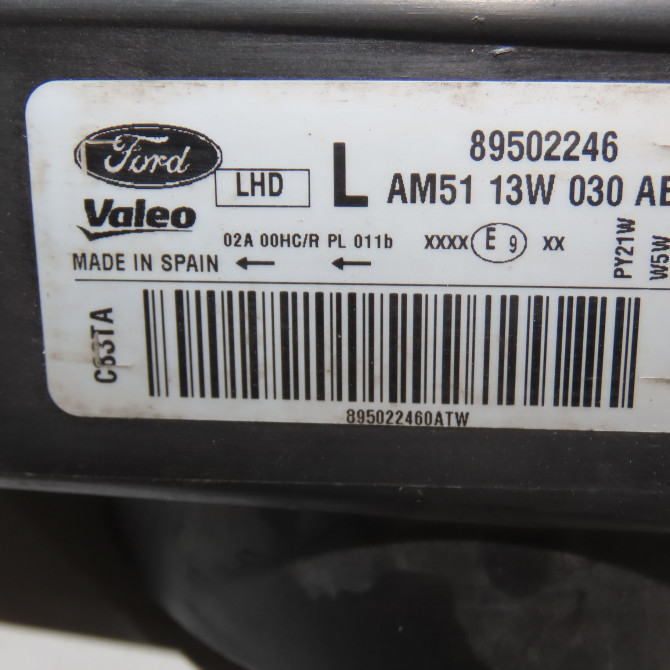 Ford
LHD
L
89502246
AM51 13W 030 AE
Valeo
02A 00HC/R PL 011b
XXXX E 9 XX
MADE IN SPAIN
PY21W
W5W
C63TA
895022460ATW